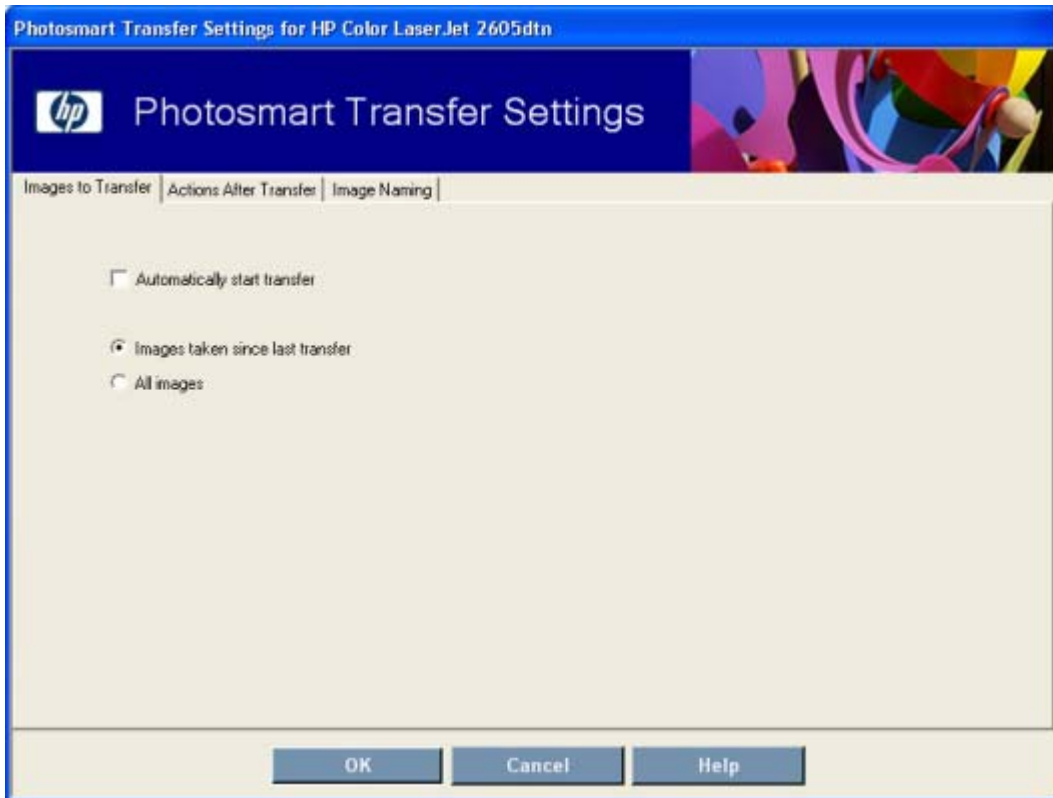 Photosmart Transfer Settings for HP Color LaserJet 2605dtn
hp Photosmart Transfer Settings
Images to Transfer Actions After Transfer Image Naming
Automatically start transfer
Images taken since last transfer
All images
OK Cancel Help